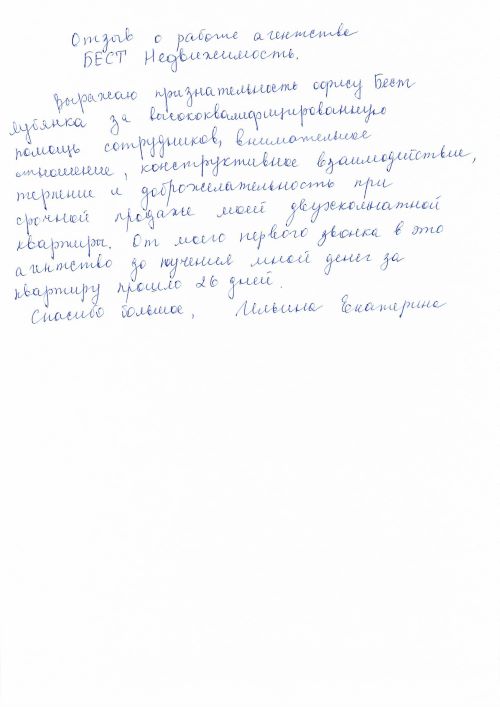 Отзыв о работе агентства
БЕСТ Недвижимость.
Выражаю признательность офису Бест
Лубянка за высококвалифицированную
помощь сотрудников, внимательное
отношение, конструктивное взаимодействие,
терпение и доброжелательность при
срочной продаже моей двухкомнатной
квартиры. От моего первого звонка в это
агентство до получения мной денег за
квартиру прошло 26 дней.
Спасибо большое, Ильина Екатерина